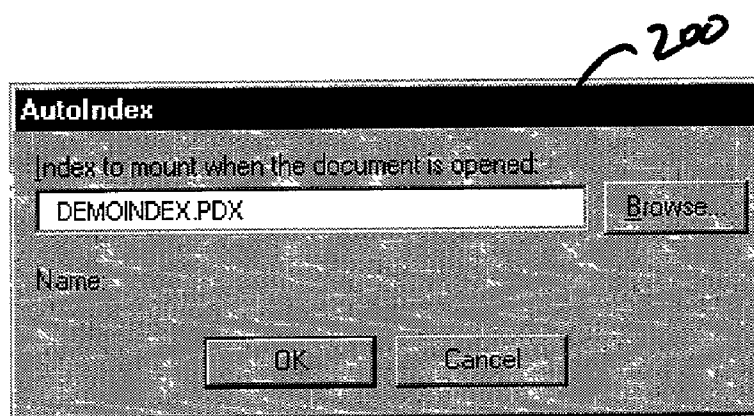 200
AutoIndex
Index to mount when the document is opened:
DEMOINDEX.PDX
Browse...
Name:
OK
Cancel